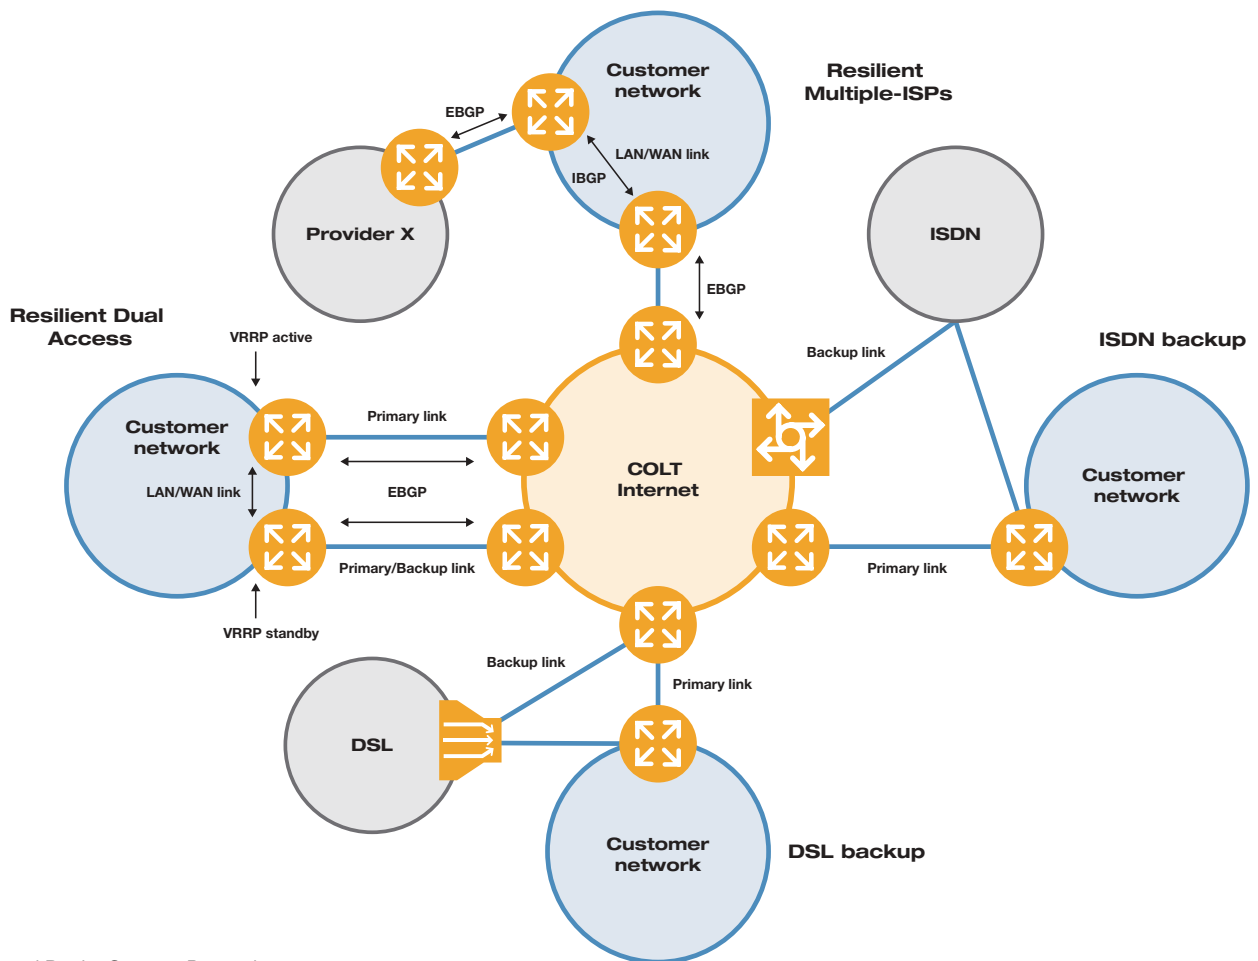 Customer
network
Resilient
Multiple-ISPs
EBGP
LAN/WAN link
IBGP
Provider X
ISDN
EBGP
Resilient Dual
Access
VRRP active
Backup link
ISDN backup
Customer
network
Primary link
LAN/WAN link
EBGP
COLT
Internet
Customer
network
Primary/Backup link
Primary link
VRRP standby
Backup link
Primary link
DSL
Customer
network
DSL backup